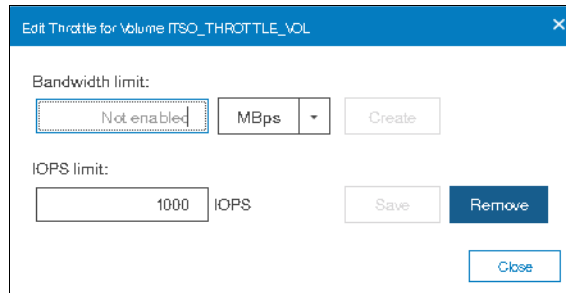 Edit Throttle for Volume ITSO_THROTTLE_VOL
Bandwidth limit:
Not enabled MBps Create
IOPS limit:
1000 IOPS Save Remove
Close